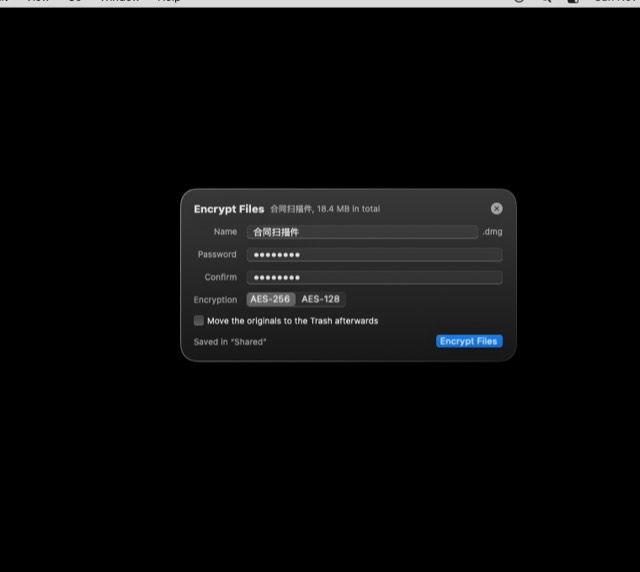 Encrypt Files 合同扫描件, 18.4 MB in total
Name 合同扫描件 .dmg
Password ●●●●●●●●
Confirm ●●●●●●●●
Encryption AES-256 AES-128
Move the originals to the Trash afterwards
Saved in "Shared" Encrypt Files